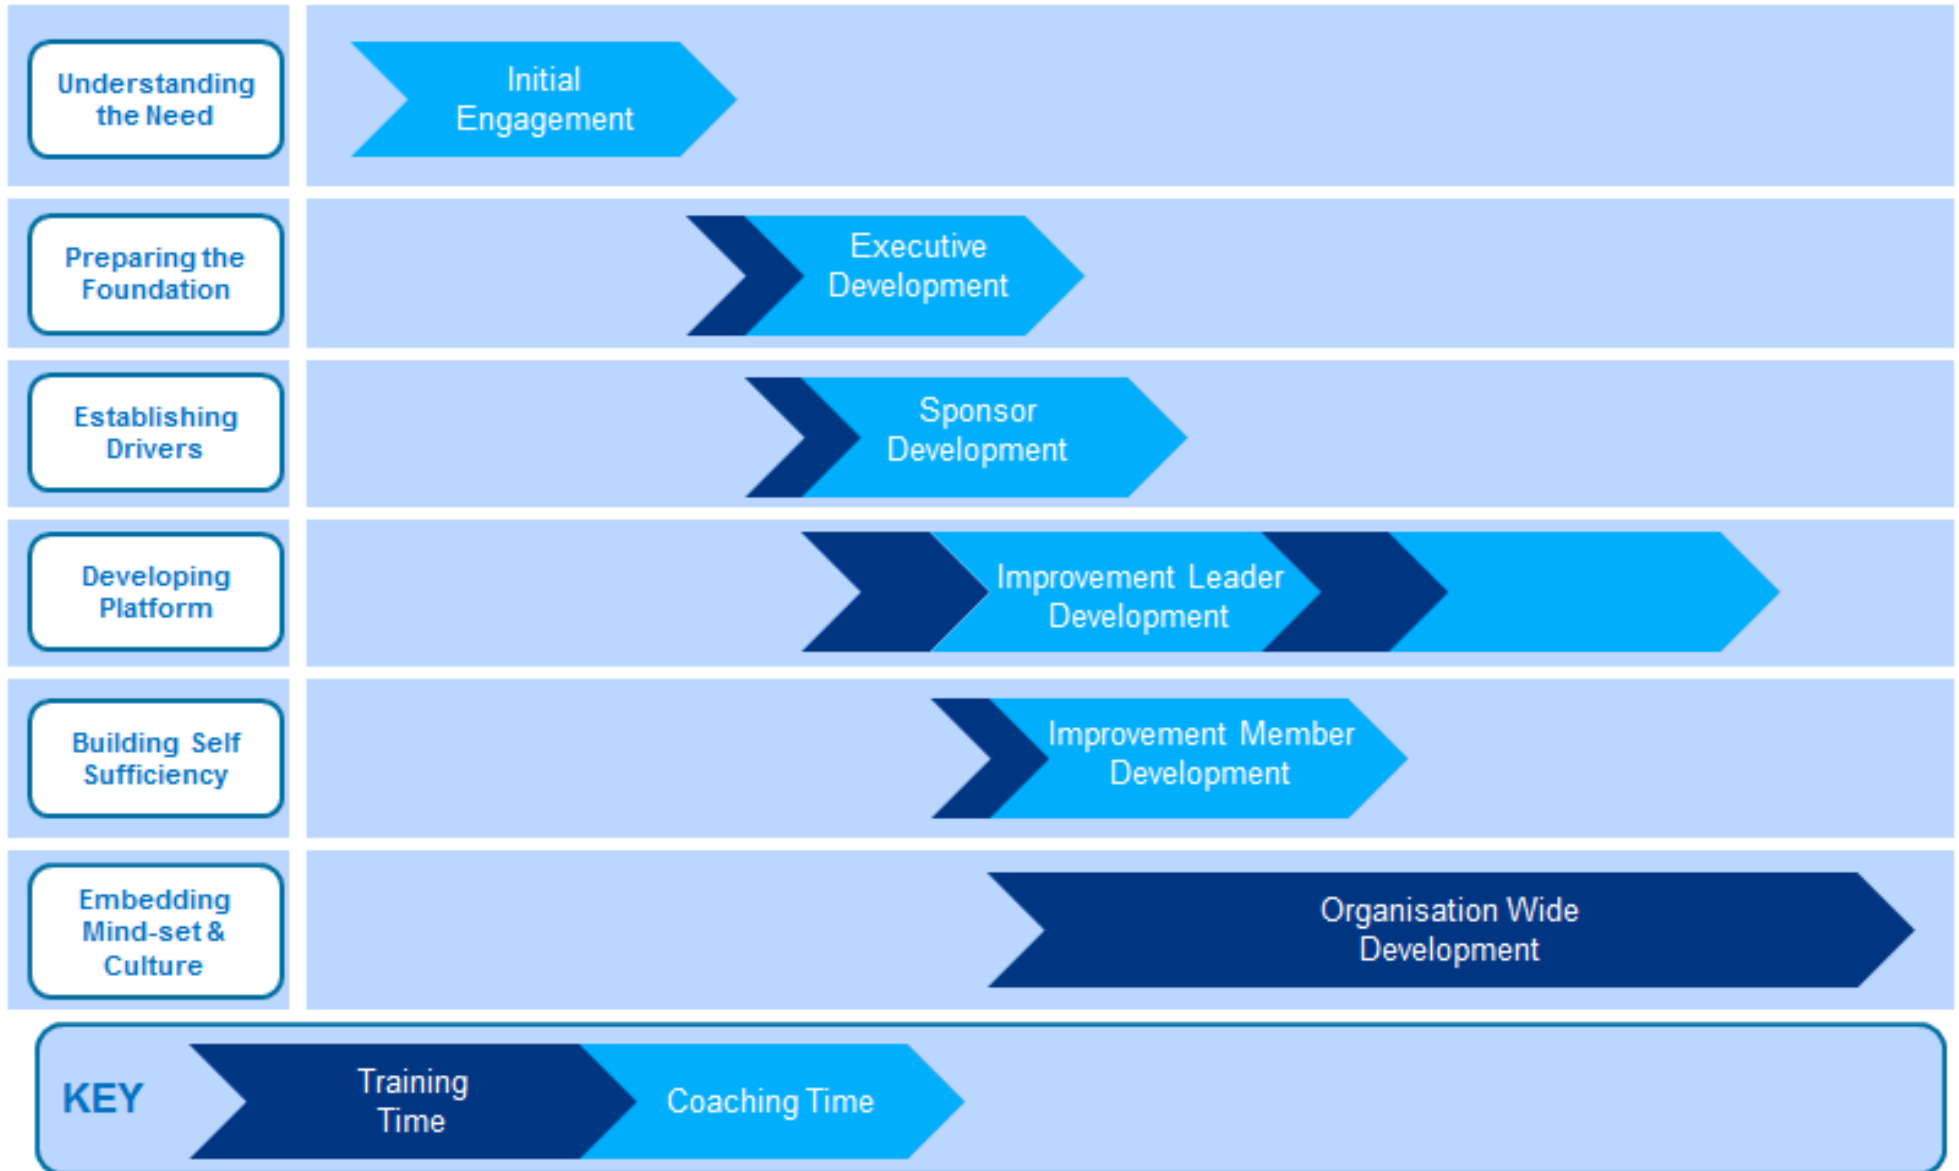 Understanding
the Need
Initial
Engagement
Preparing the
Foundation
Executive
Development
Establishing
Drivers
Sponsor
Development
Developing
Platform
Improvement Leader
Development
Building Self
Sufficiency
Improvement Member
Development
Embedding
Mind-set &
Culture
Organisation Wide
Development
KEY
Training
Time
Coaching Time